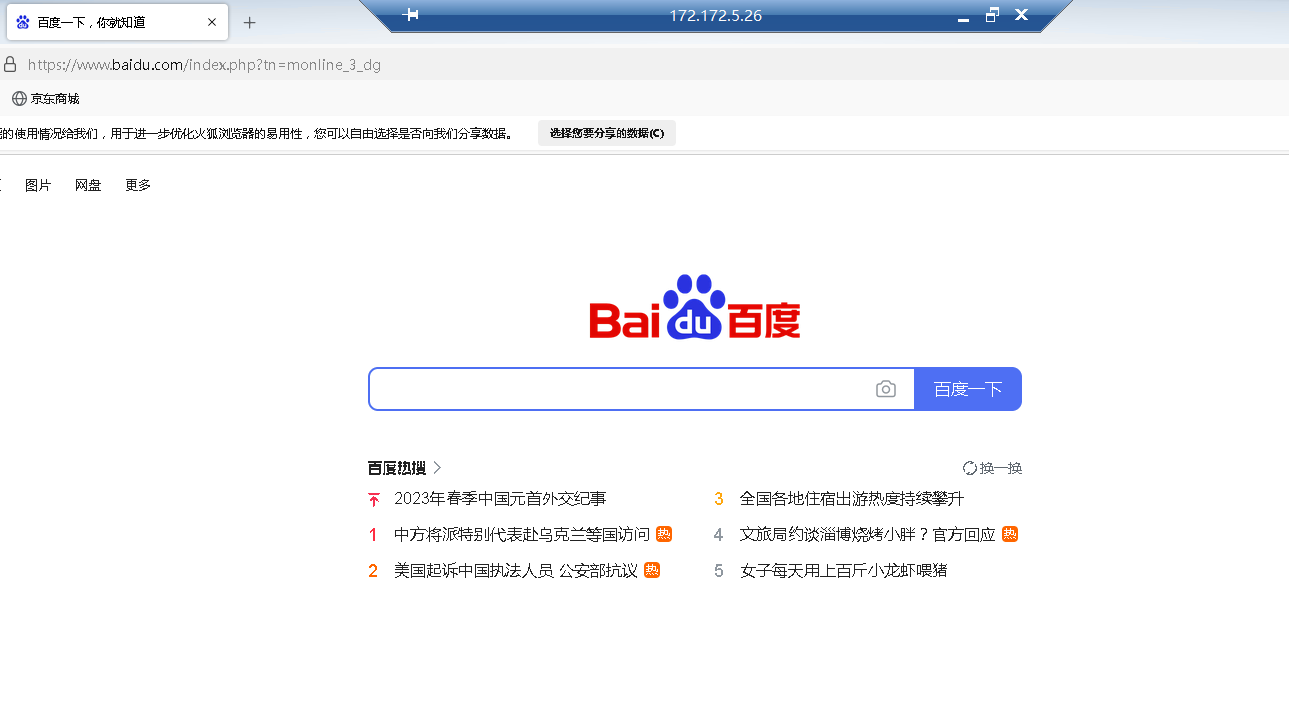 百度一下，你就知道
172.172.5.26
https://www.baidu.com/index.php?tn=monline_3_dg
京东商城
的使用情况给我们，用于进一步优化火狐浏览器的易用性，您可以自由选择是否向我们分享数据。 选择您要分享的数据(C)
图片 网盘 更多
Baidu百度
百度一下
百度热搜 换一换
2023年春季中国元首外交纪事
3 全国各地住宿出游热度持续攀升
1 中方将派特别代表赴乌克兰等国访问 热
4 文旅局约谈淄博烧烤小胖？官方回应 热
2 美国起诉中国执法人员 公安部抗议 热
5 女子每天用上百斤小龙虾喂猪